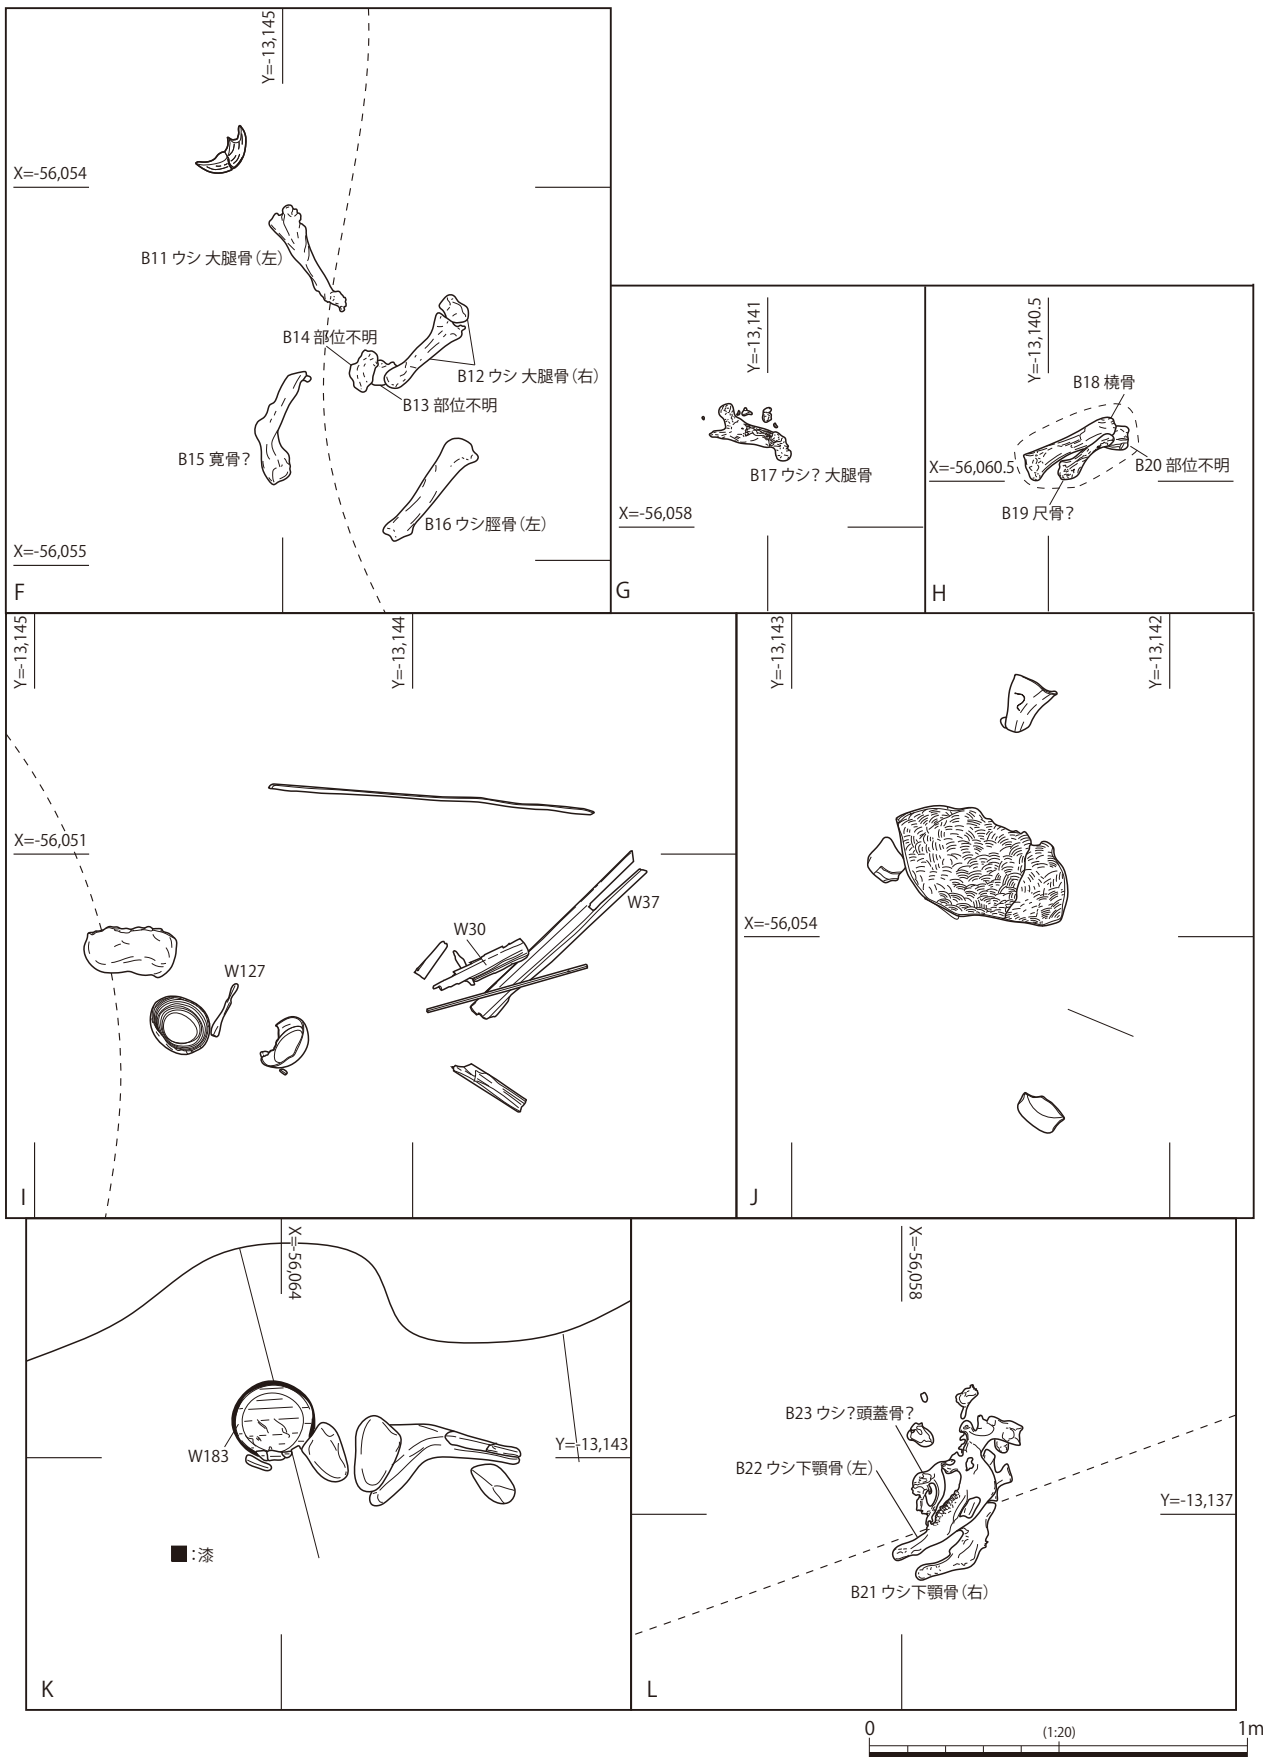 Y=-13,145
X=-56,054
B11 ウシ 大腿骨(左)
B14 部位不明
B12 ウシ 大腿骨(右)
B13 部位不明
B15 寛骨?
B16 ウシ脛骨(左)
X=-56,055
F
Y=-13,141
B17 ウシ? 大腿骨
X=-56,058
G
Y=-13,140.5
B18 橈骨
X=-56,060.5
B20 部位不明
B19 尺骨?
H
Y=-13,145
Y=-13,144
X=-56,051
W37
W30
W127
I
Y=-13,143
Y=-13,142
X=-56,054
J
X=-56,064
W183
Y=-13,143
■:漆
K
X=-56,058
B23 ウシ?頭蓋骨?
B22 ウシ下顎骨(左)
Y=-13,137
B21 ウシ下顎骨(右)
L
0 (1:20) 1m